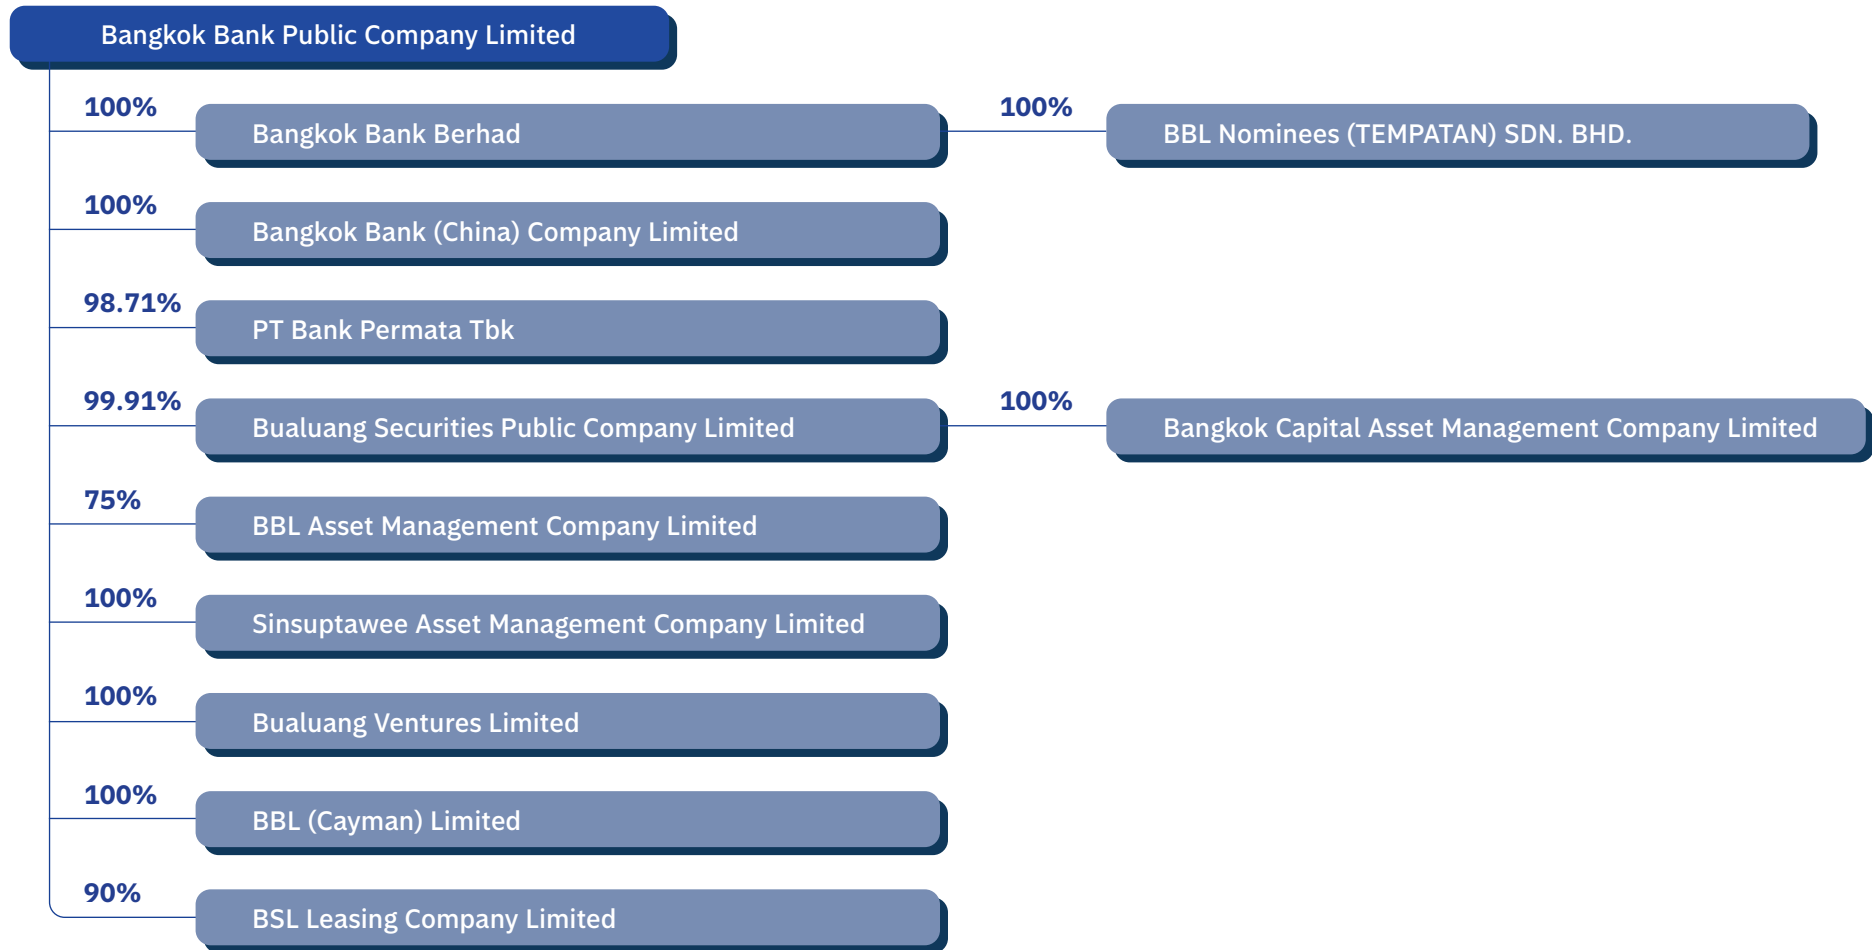 Bangkok Bank Public Company Limited
100%
Bangkok Bank Berhad
100%
BBL Nominees (TEMPATAN) SDN. BHD.
100%
Bangkok Bank (China) Company Limited
98.71%
PT Bank Permata Tbk
99.91%
Bualuang Securities Public Company Limited
100%
Bangkok Capital Asset Management Company Limited
75%
BBL Asset Management Company Limited
100%
Sinsuptawee Asset Management Company Limited
100%
Bualuang Ventures Limited
100%
BBL (Cayman) Limited
90%
BSL Leasing Company Limited